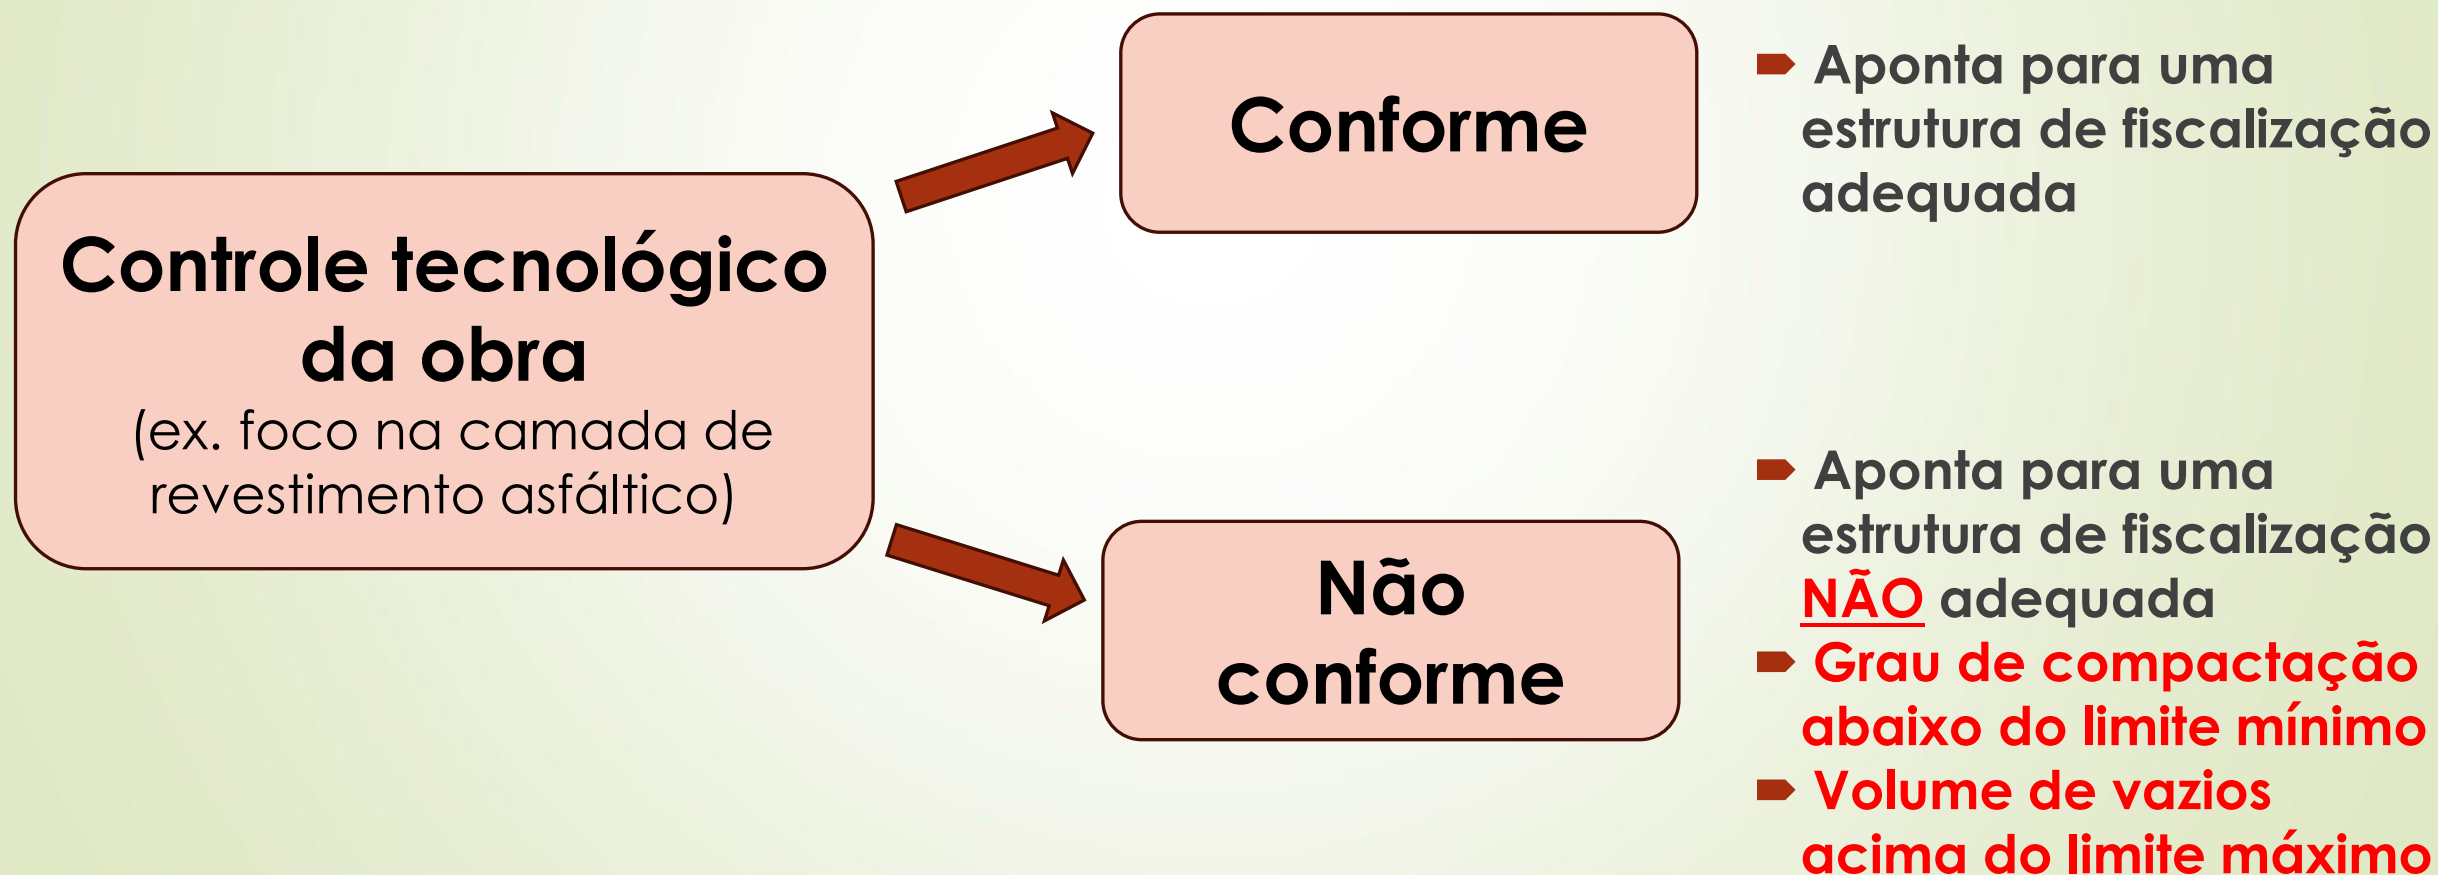 Controle tecnológico
da obra
(ex. foco na camada de
revestimento asfáltico)
Conforme
Aponta para uma
estrutura de fiscalização
adequada
Não
conforme
Aponta para uma
estrutura de fiscalização
NÃO adequada
Grau de compactação
abaixo do limite mínimo
Volume de vazios
acima do limite máximo